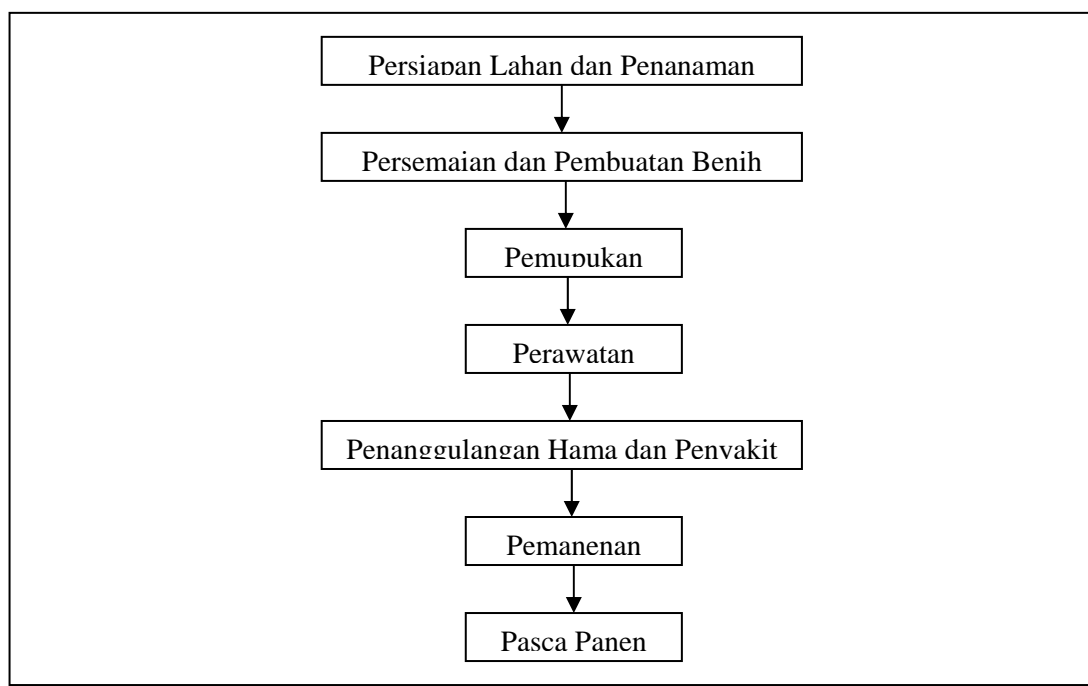 Persiapan Lahan dan Penanaman
Persemaian dan Pembuatan Benih
Pemupukan
Perawatan
Penanggulangan Hama dan Penyakit
Pemanenan
Pasca Panen